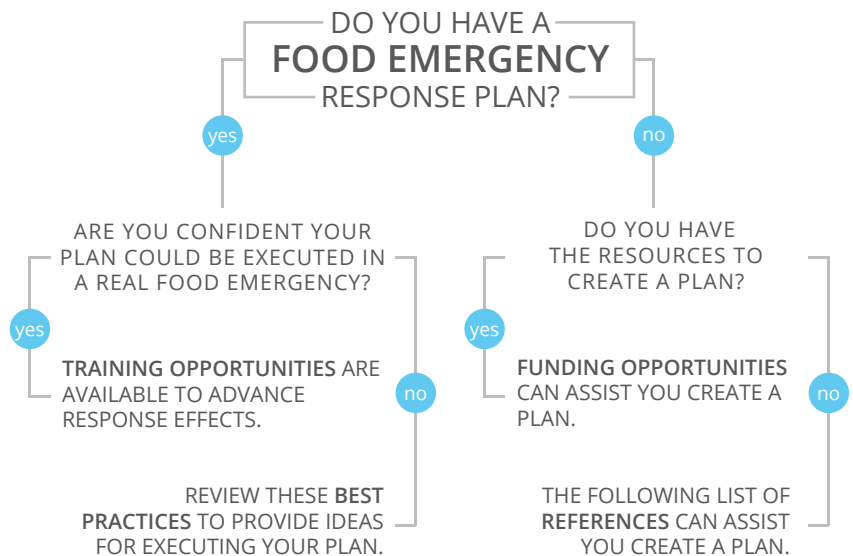 DO YOU HAVE A
FOOD EMERGENCY
RESPONSE PLAN?
yes
no
ARE YOU CONFIDENT YOUR
PLAN COULD BE EXECUTED IN
A REAL FOOD EMERGENCY?
yes
TRAINING OPPORTUNITIES ARE
AVAILABLE TO ADVANCE
RESPONSE EFFECTS.
no
REVIEW THESE BEST
PRACTICES TO PROVIDE IDEAS
FOR EXECUTING YOUR PLAN.
DO YOU HAVE
THE RESOURCES TO
CREATE A PLAN?
yes
FUNDING OPPORTUNITIES
CAN ASSIST YOU CREATE A
PLAN.
no
THE FOLLOWING LIST OF
REFERENCES CAN ASSIST
YOU CREATE A PLAN.